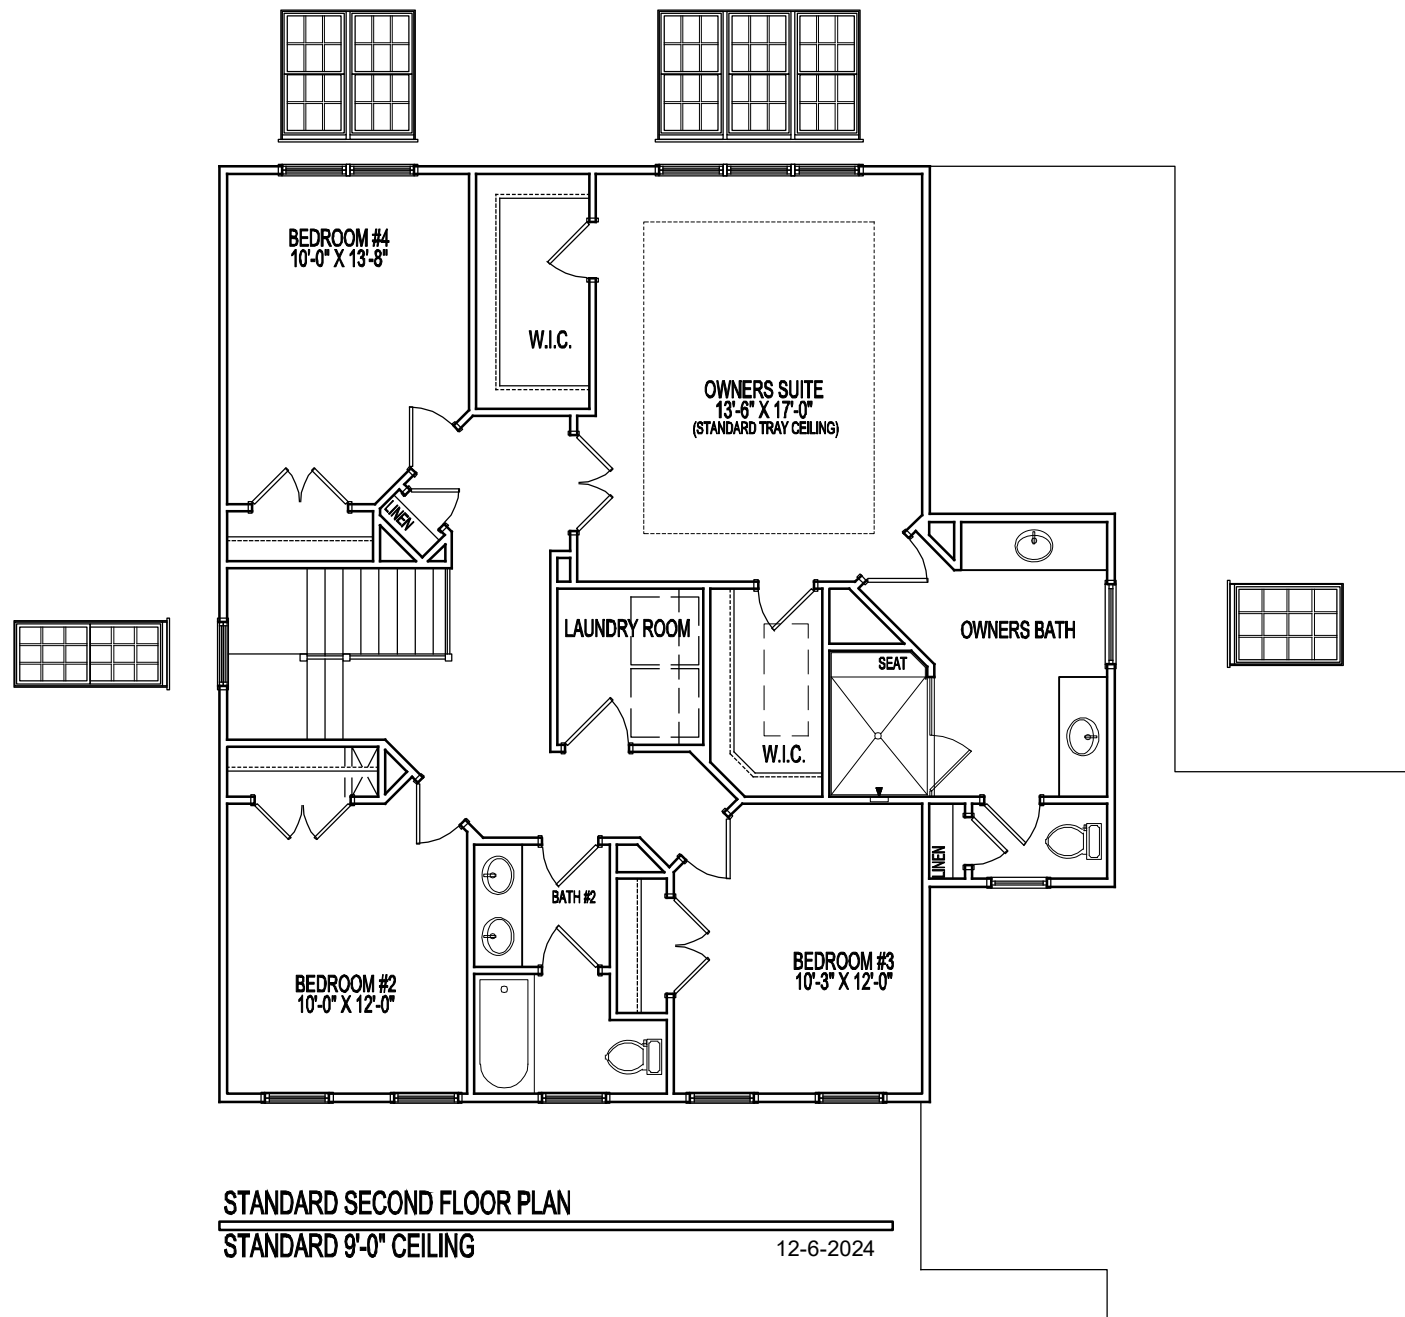 BEDROOM #4
10'-0" X 13'-8"
W.I.C.
OWNERS SUITE
13'-6" X 17'-0"
(STANDARD TRAY CEILING)
LINEN
LAUNDRY ROOM
OWNERS BATH
SEAT
W.I.C.
LINEN
BATH #2
BEDROOM #3
10'-3" X 12'-0"
BEDROOM #2
10'-0" X 12'-0"
STANDARD SECOND FLOOR PLAN
STANDARD 9'-0" CEILING
12-6-2024